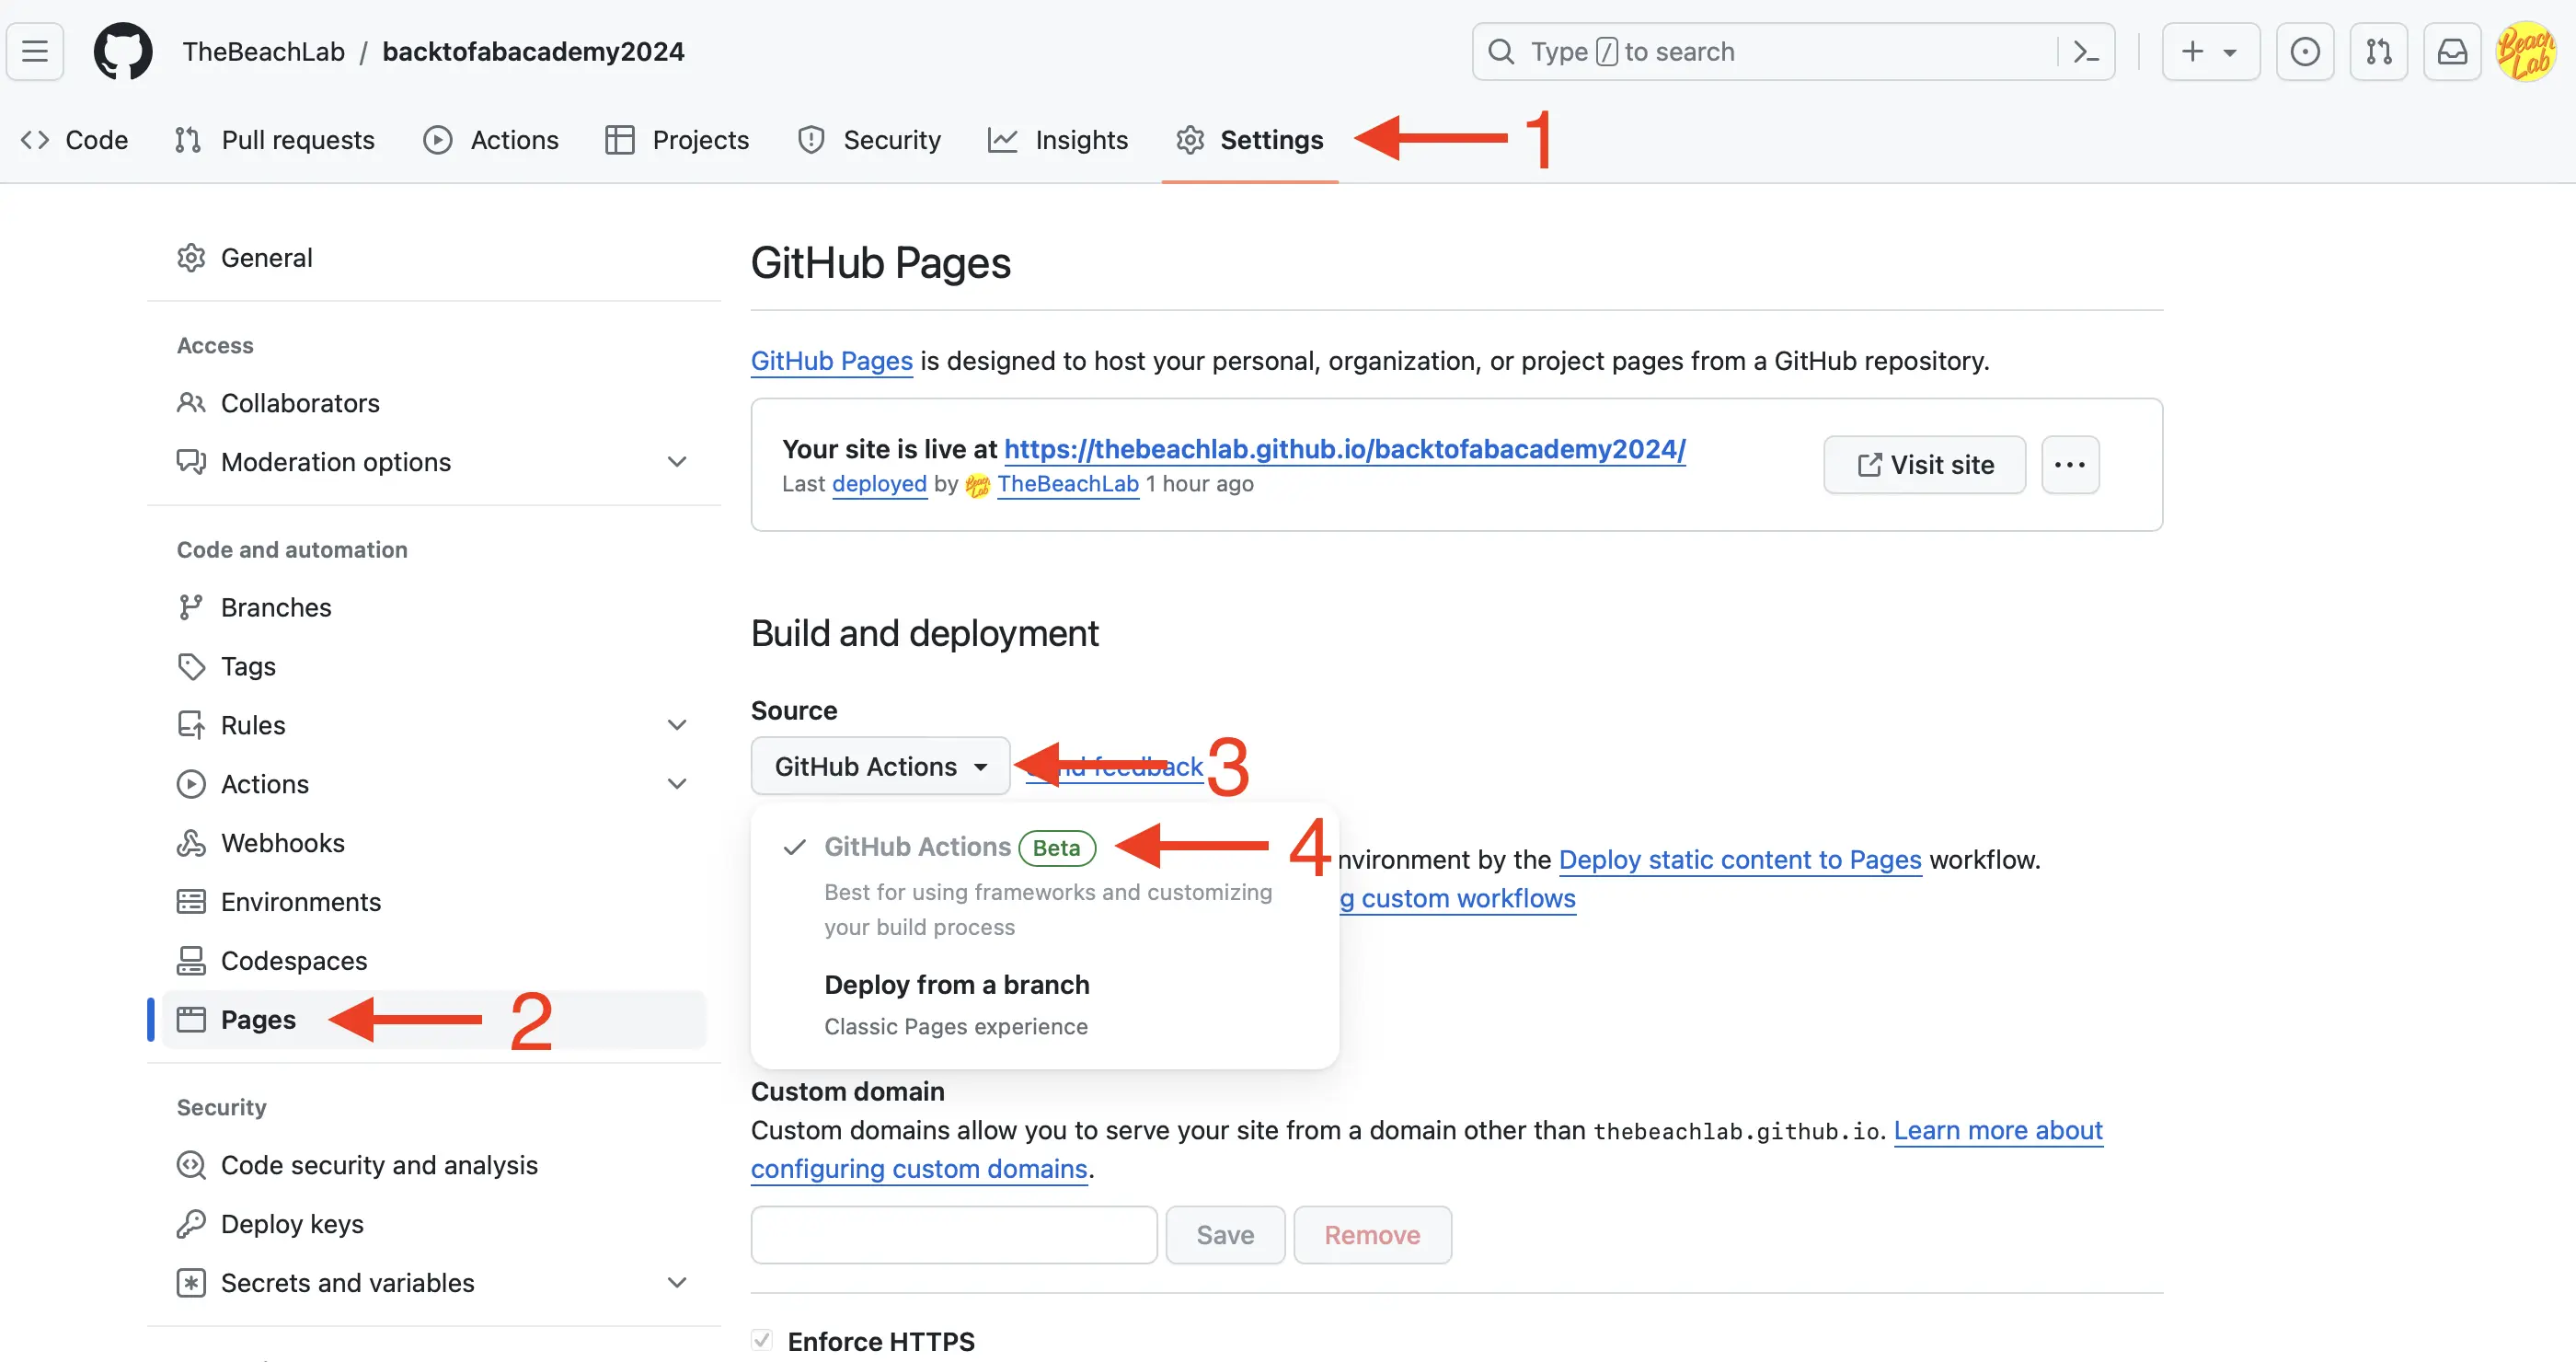 TheBeachLab / backtofabacademy2024
Type / to search
Beach Lab
Code
Pull requests
Actions
Projects
Security
Insights
Settings
1
General
Access
Collaborators
Moderation options
Code and automation
Branches
Tags
Rules
Actions
Webhooks
Environments
Codespaces
Pages
2
Security
Code security and analysis
Deploy keys
Secrets and variables
GitHub Pages
GitHub Pages is designed to host your personal, organization, or project pages from a GitHub repository.
Your site is live at https://thebeachlab.github.io/backtofabacademy2024/
Last deployed by TheBeachLab 1 hour ago
Visit site
Build and deployment
Source
GitHub Actions
feedback
3
GitHub Actions Beta
4
Best for using frameworks and customizing
your build process
Deploy from a branch
Classic Pages experience
nvironment by the Deploy static content to Pages workflow.
g custom workflows
Custom domain
Custom domains allow you to serve your site from a domain other than thebeachlab.github.io. Learn more about
configuring custom domains.
Save
Remove
Enforce HTTPS